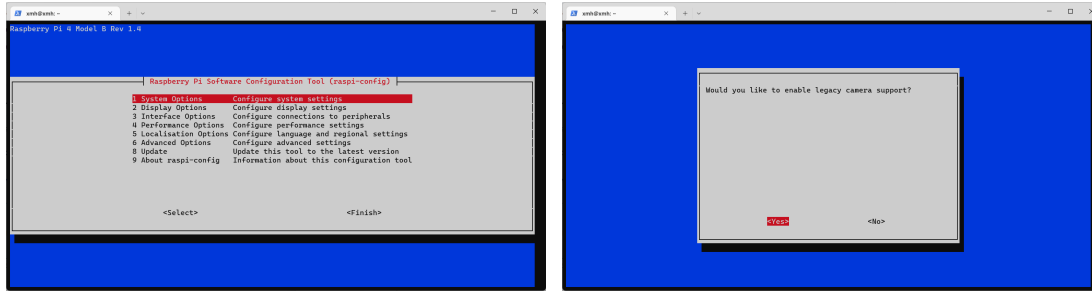 xmh@xmh: ~
Raspberry Pi 4 Model B Rev 1.4
Raspberry Pi Software Configuration Tool (raspi-config)
1 System Options Configure system settings
2 Display Options Configure display settings
3 Interface Options Configure connections to peripherals
4 Performance Options Configure performance settings
5 Localisation Options Configure language and regional settings
6 Advanced Options Configure advanced settings
8 Update Update this tool to the latest version
9 About raspi-config Information about this configuration tool
<Select> <Finish>
xmh@xmh: ~
Would you like to enable legacy camera support?
<Yes> <No>